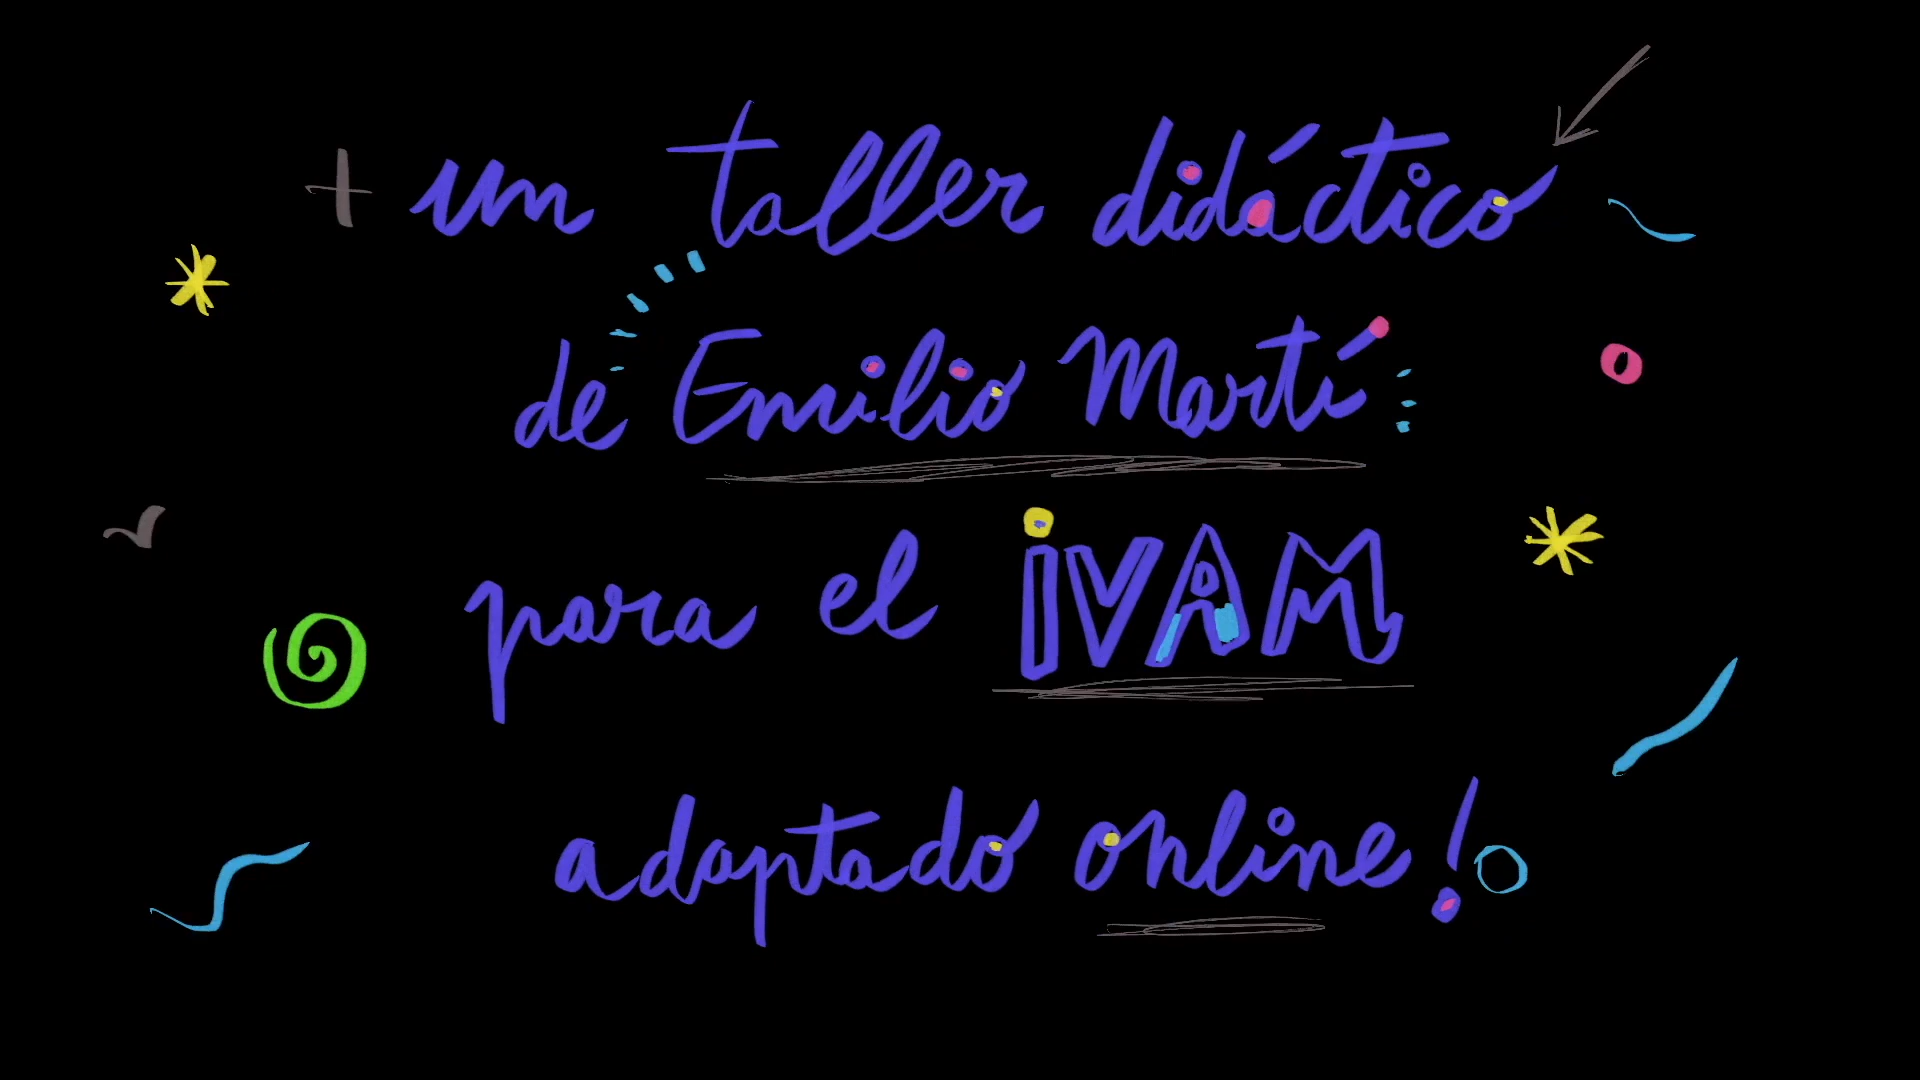 un taller didáctico
de Emilio Martí
para el iVAM
adaptado online!